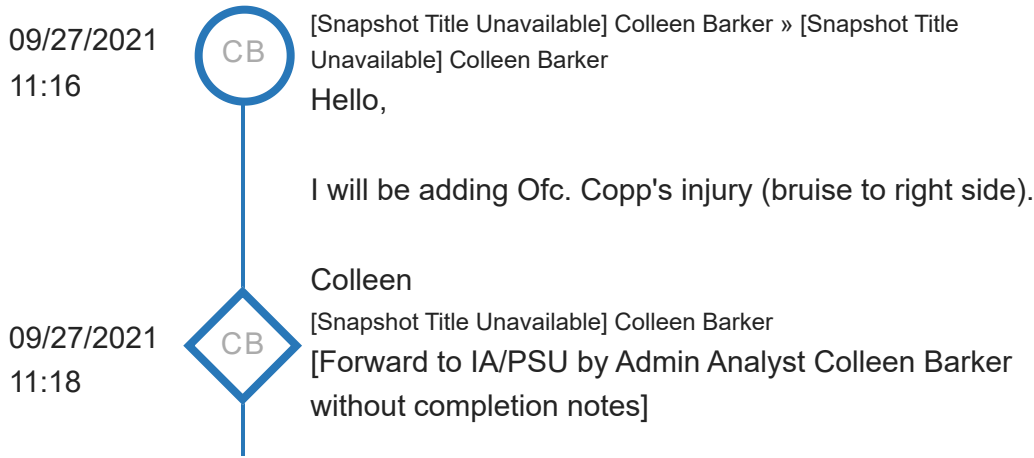 09/27/2021
11:16
CB
[Snapshot Title Unavailable] Colleen Barker » [Snapshot Title
Unavailable] Colleen Barker
Hello,
I will be adding Ofc. Copp's injury (bruise to right side).
Colleen
09/27/2021
11:18
CB
[Snapshot Title Unavailable] Colleen Barker
[Forward to IA/PSU by Admin Analyst Colleen Barker
without completion notes]